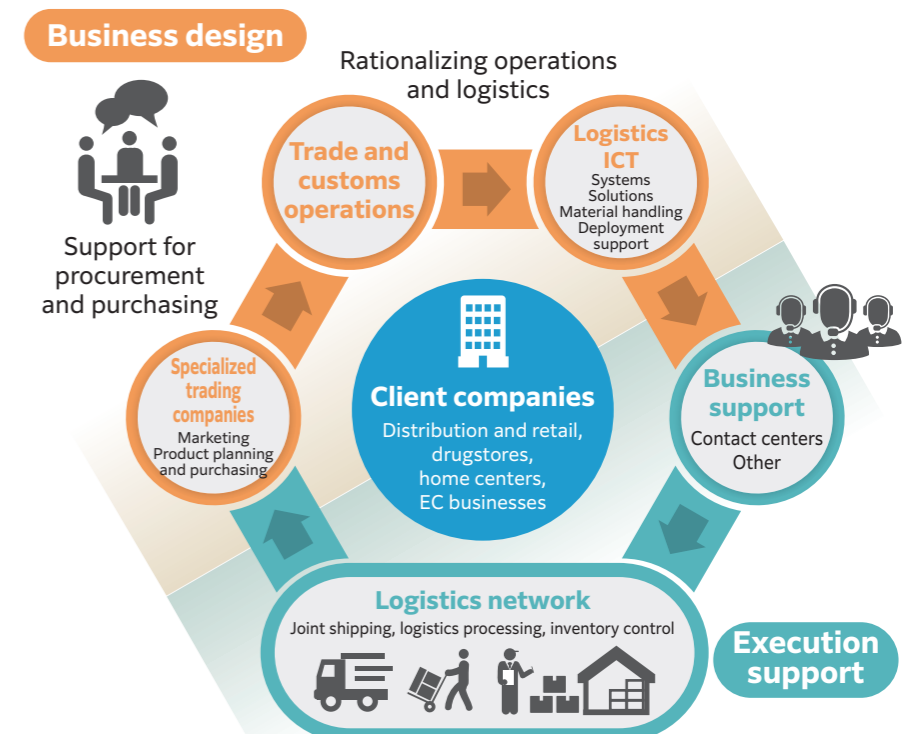 Business design
Rationalizing operations
and logistics
Support for
procurement
and purchasing
Trade and
customs
operations
Logistics
ICT
Systems
Solutions
Material handling
Deployment
support
Specialized
trading
companies
Marketing
Product planning
and purchasing
Client companies
Distribution and retail,
drugstores,
home centers,
EC businesses
Business
support
Contact centers
Other
Logistics network
Joint shipping, logistics processing, inventory control
Execution
support